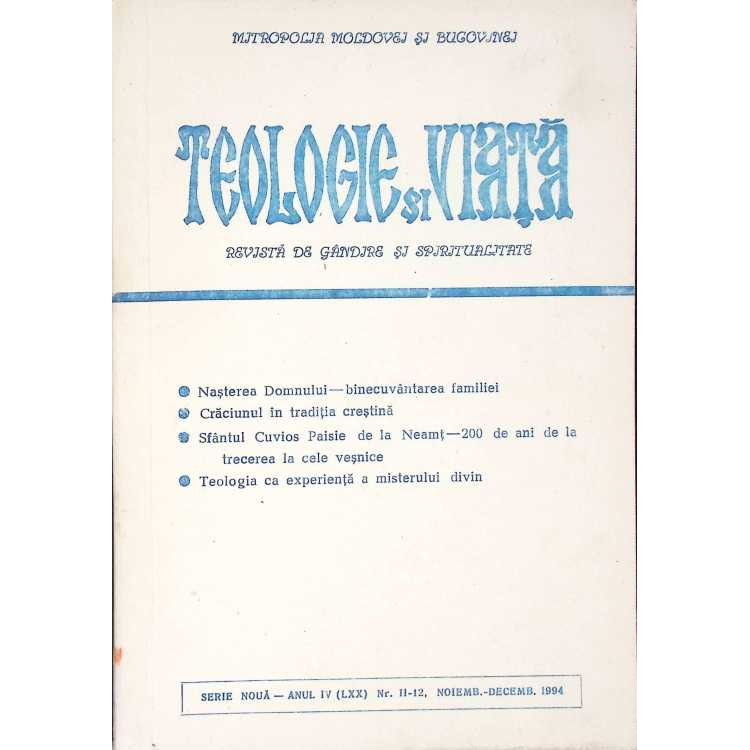 MITROPOLIA MOLDOVEI ŞI BUCOVINEI
TEOLOGIE ŞI VIAŢĂ
REVISTĂ DE GÂNDIRE ŞI SPIRITUALITATE
Naşterea Domnului — binecuvântarea familiei
Crăciunul în tradiţia creştină
Sfântul Cuvios Paisie de la Neamţ — 200 de ani de la
trecerea la cele veşnice
Teologia ca experienţă a misterului divin
SERIE NOUĂ — ANUL IV (LXX) Nr. 11-12, NOIEMB.-DECEMB. 1994